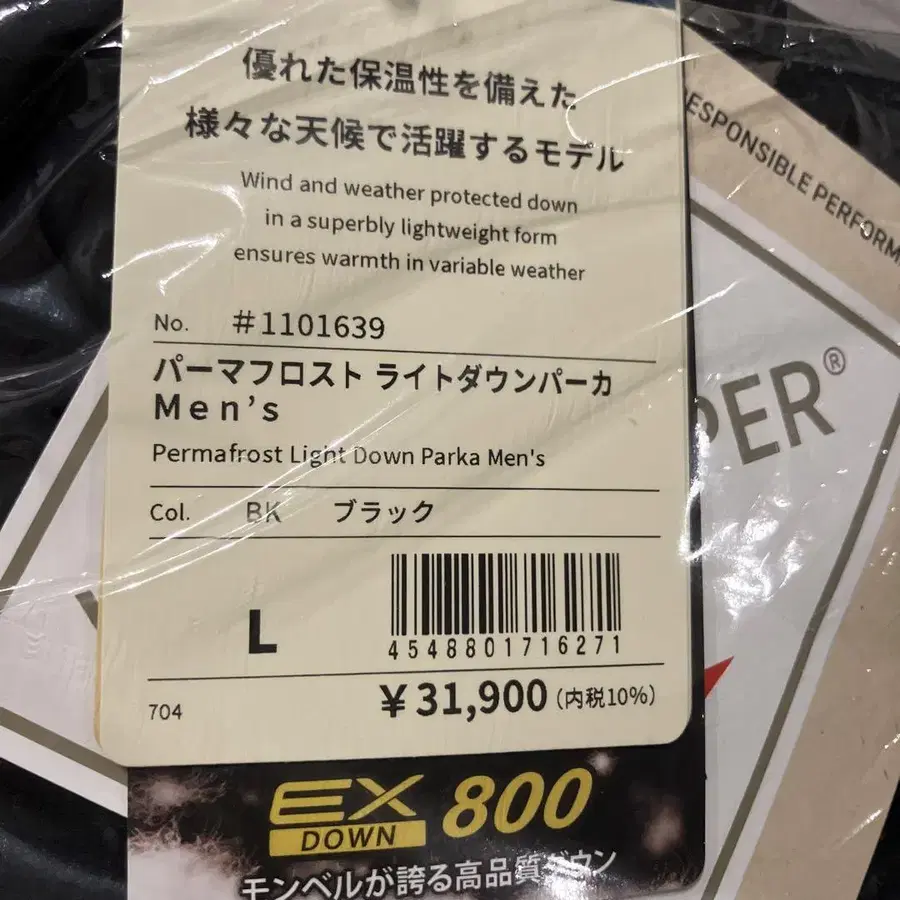 優れた保温性を備えた
様々な天候で活躍するモデル
Wind and weather protected down
in a superbly lightweight form
ensures warmth in variable weather
No. #1101639
パーマフロスト ライトダウンパーカ
Men's
Permafrost Light Down Parka Men's
Col. BK ブラック
L
4548801716271
704
¥31,900(内税10%)
EX
DOWN
800
モンベルが誇る高品質ダウン
ESPONSIBLE PERFORM
PER®